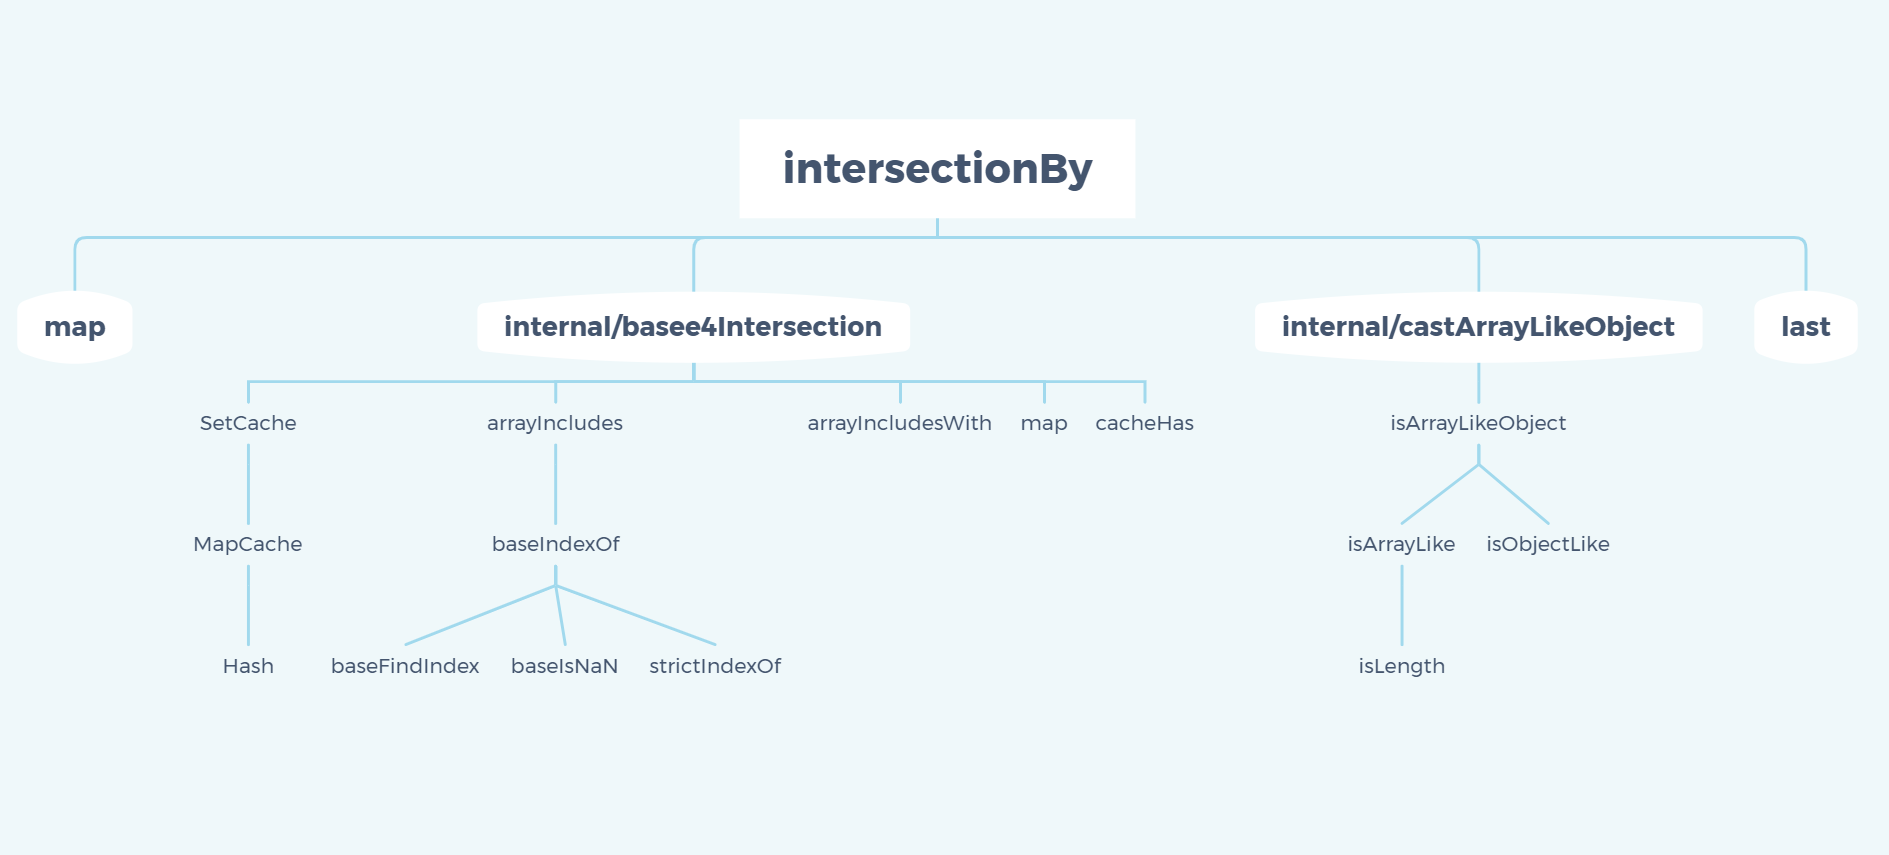 intersectionBy
map
internal/basee4Intersection
internal/castArrayLikeObject
last
SetCache
arrayIncludes
arrayIncludesWith
map
cacheHas
isArrayLikeObject
MapCache
baseIndexOf
isArrayLike
isObjectLike
Hash
baseFindIndex
baseIsNaN
strictIndexOf
isLength